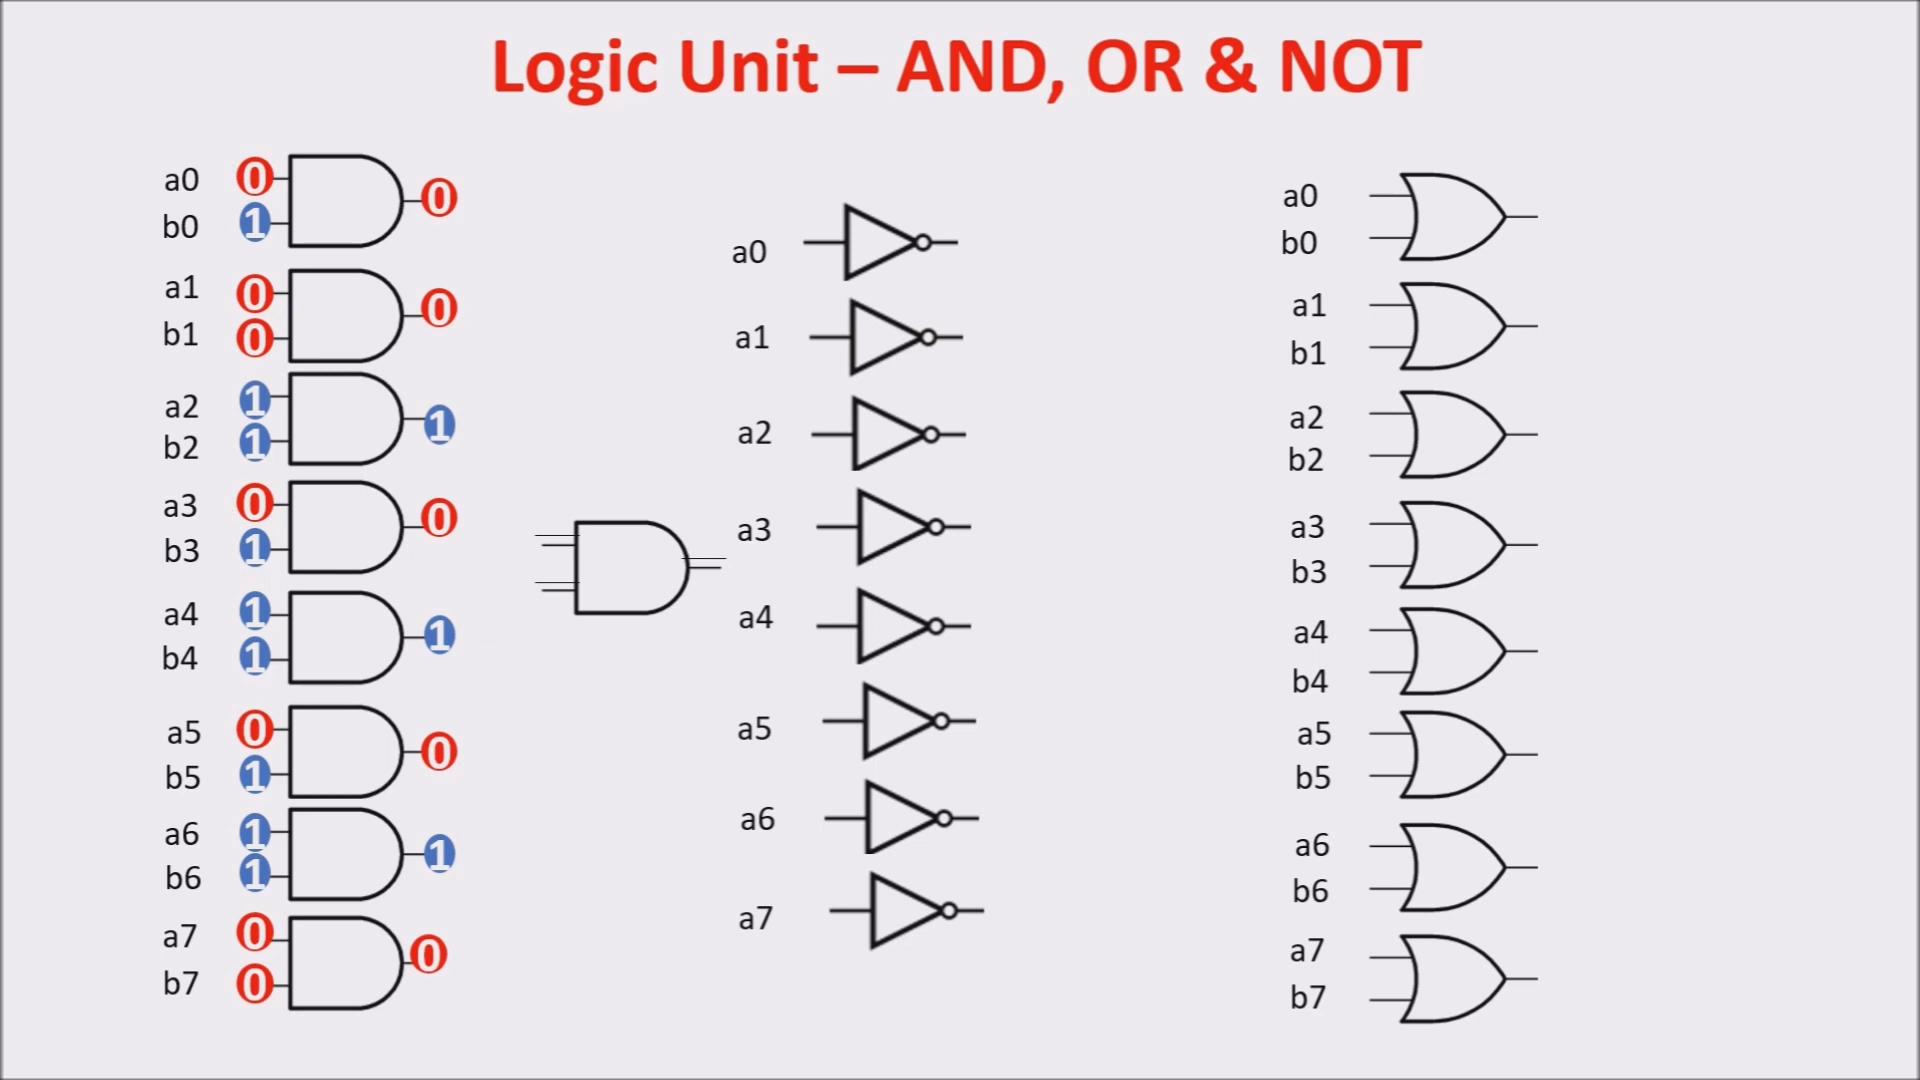 Logic Unit – AND, OR & NOT
a0 0
b0 1
0
a1 0
b1 0
0
a2 1
b2 1
1
a3 0
b3 1
0
a4 1
b4 1
1
a5 0
b5 1
0
a6 1
b6 1
1
a7 0
b7 0
0
a0
a1
a2
a3
a4
a5
a6
a7
a0
b0
a1
b1
a2
b2
a3
b3
a4
b4
a5
b5
a6
b6
a7
b7